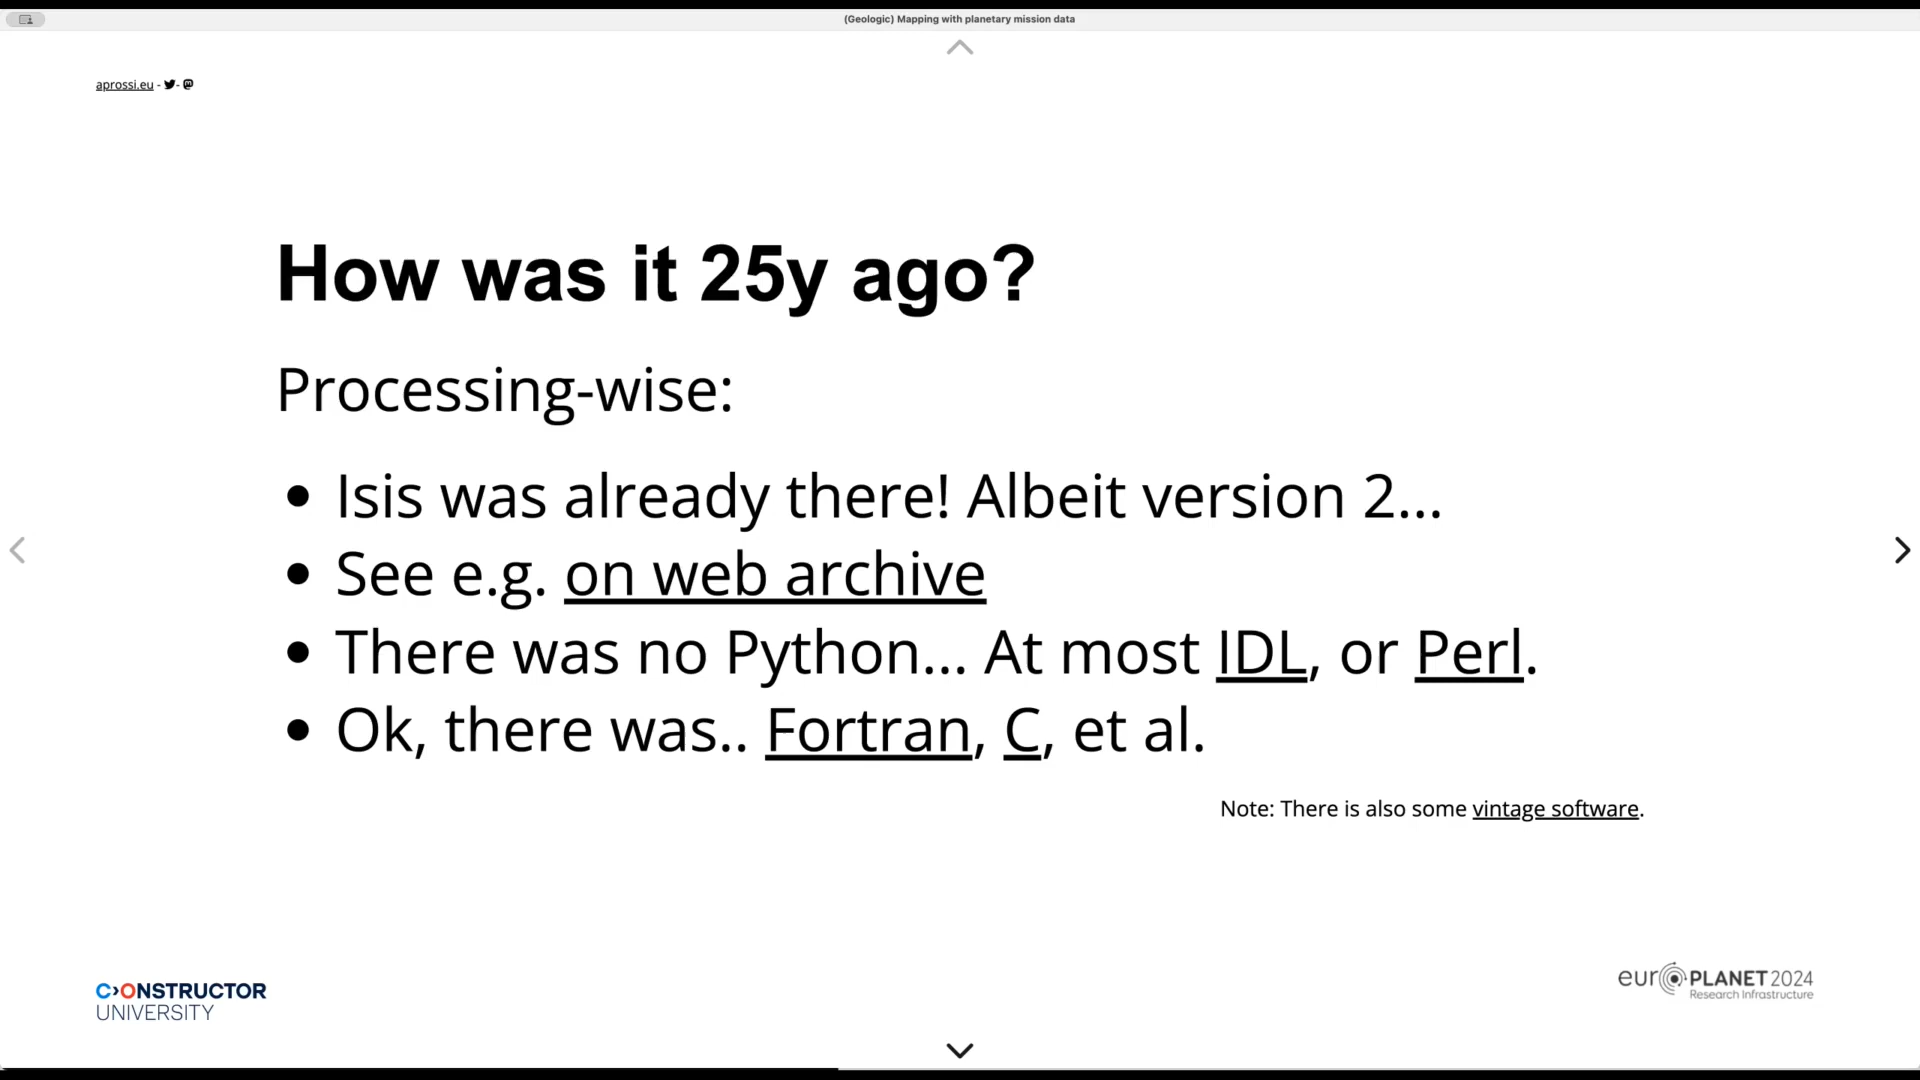 (Geologic) Mapping with planetary mission data
aprossi.eu - -
How was it 25y ago?
Processing-wise:
• Isis was already there! Albeit version 2...
• See e.g. on web archive
• There was no Python... At most IDL, or Perl.
• Ok, there was.. Fortran, C, et al.
Note: There is also some vintage software.
C>ONSTRUCTOR
UNIVERSITY
euroPLANET 2024
Research Infrastructure